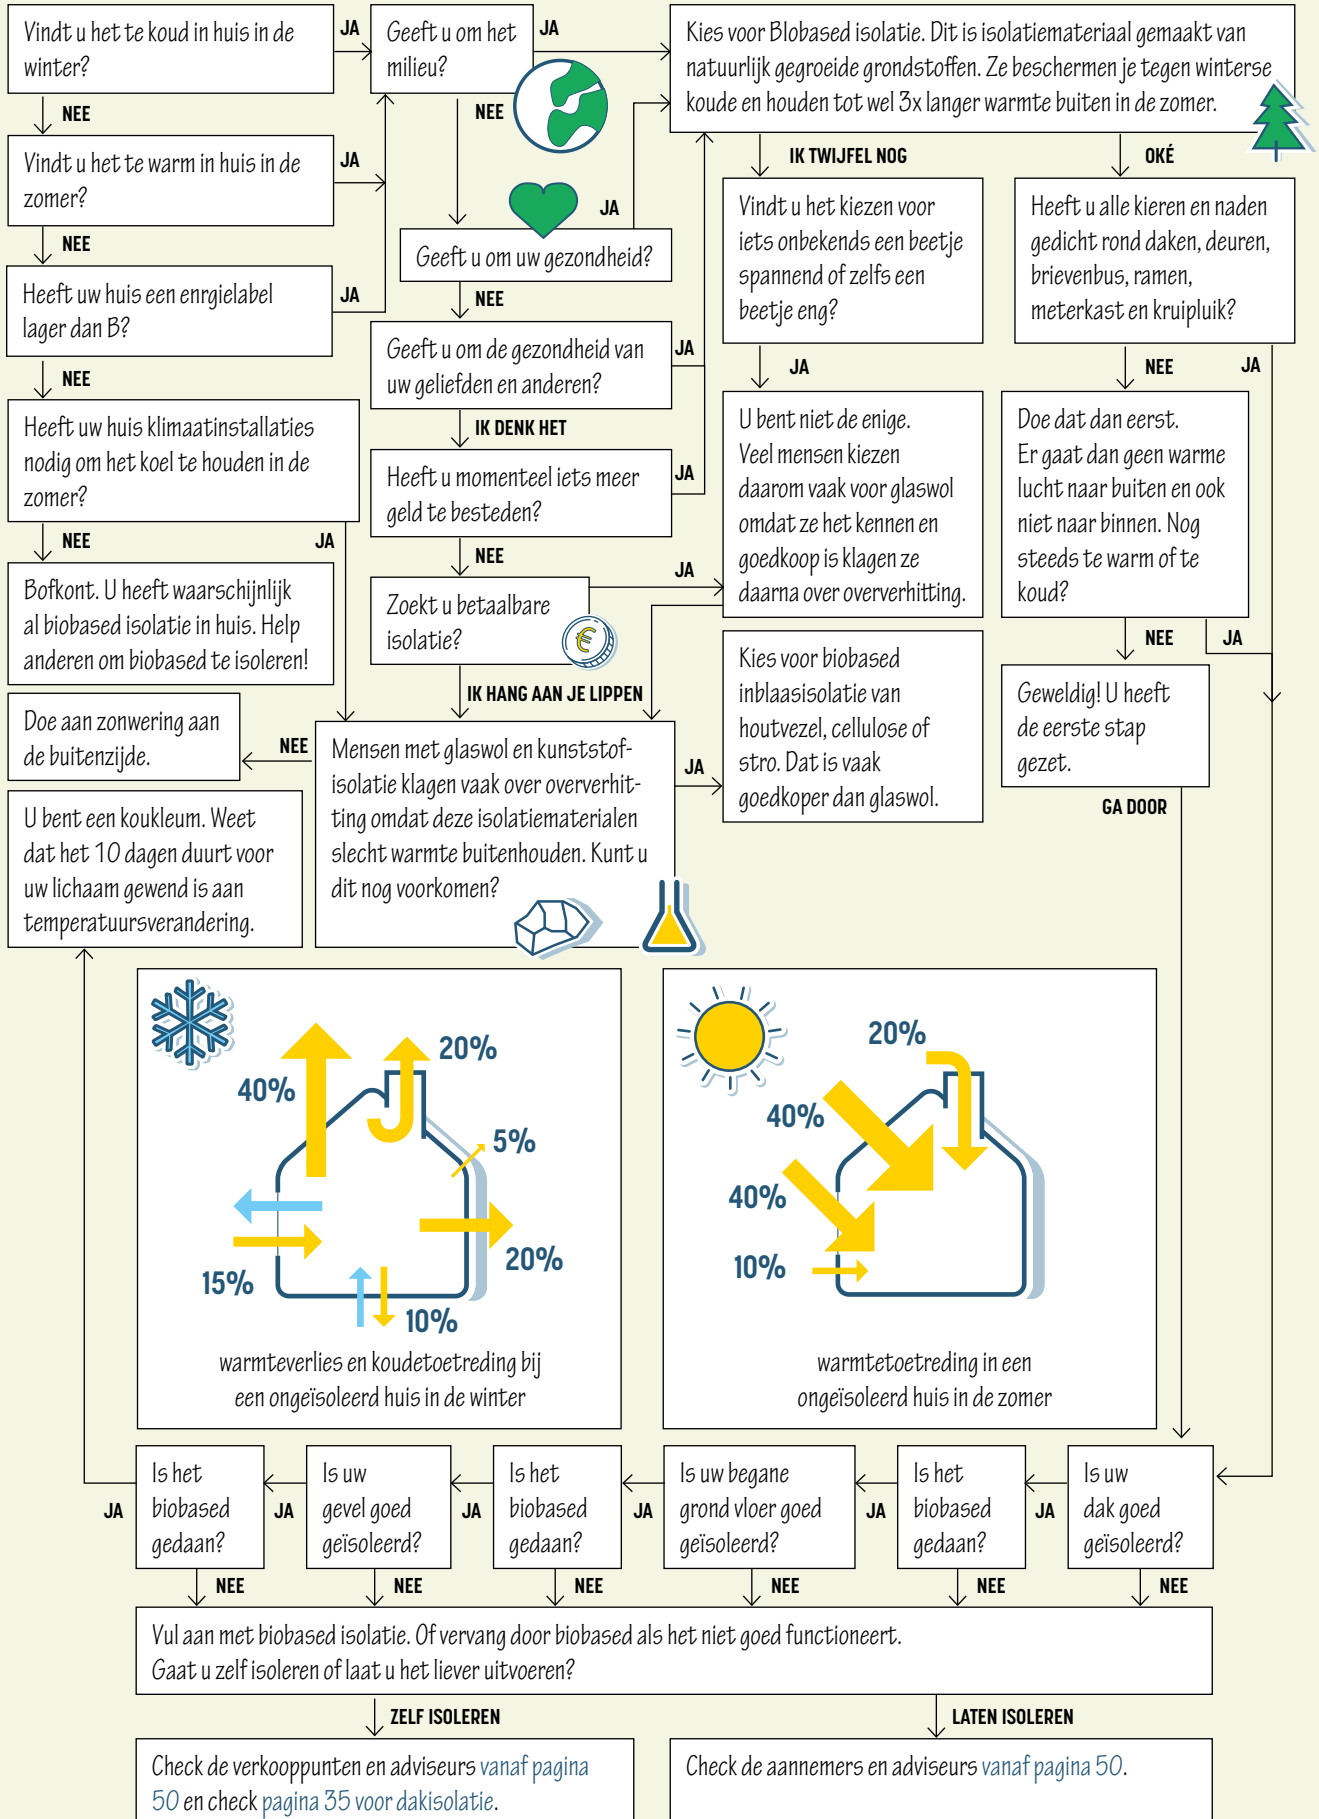 Vindt u het te koud in huis in de
winter?
JA
Geeft u om het
milieu?
JA
Kies voor Biobased isolatie. Dit is isolatiemateriaal gemaakt van
natuurlijk gegroeide grondstoffen. Ze beschermen je tegen winterse
koude en houden tot wel 3x langer warmte buiten in de zomer.
NEE
NEE
Vindt u het te warm in huis in de
zomer?
JA
IK TWIJFEL NOG
OKÉ
Vindt u het kiezen voor
iets onbekends een beetje
spannend of zelfs een
beetje eng?
Heeft u alle kieren en naden
gedicht rond daken, deuren,
brievenbus, ramen,
meterkast en kruipluik?
JA
Geeft u om uw gezondheid?
NEE
Heeft uw huis een enrgielabel
lager dan B?
JA
NEE
Geeft u om de gezondheid van
uw geliefden en anderen?
JA
NEE
JA
NEE
JA
Heeft uw huis klimaatinstallaties
nodig om het koel te houden in de
zomer?
IK DENK HET
Heeft u momenteel iets meer
geld te besteden?
JA
U bent niet de enige.
Veel mensen kiezen
daarom vaak voor glaswol
omdat ze het kennen en
goedkoop is klagen ze
daarna over oververhitting.
Doe dat dan eerst.
Er gaat dan geen warme
lucht naar buiten en ook
niet naar binnen. Nog
steeds te warm of te
koud?
NEE
JA
NEE
JA
Bofkont. U heeft waarschijnlijk
al biobased isolatie in huis. Help
anderen om biobased te isoleren!
Zoekt u betaalbare
isolatie?
€
NEE
JA
IK HANG AAN JE LIPPEN
Kies voor biobased
inblaasisolatie van
houtvezel, cellulose of
stro. Dat is vaak
goedkoper dan glaswol.
Geweldig! U heeft
de eerste stap
gezet.
Doe aan zonwering aan
de buitenzijde.
NEE
Mensen met glaswol en kunststof-
isolatie klagen vaak over oververhit-
ting omdat deze isolatiematerialen
slecht warmte buitenhouden. Kunt u
dit nog voorkomen?
JA
GA DOOR
U bent een koukleum. Weet
dat het 10 dagen duurt voor
uw lichaam gewend is aan
temperatuursverandering.
40%
20%
5%
20%
15%
10%
warmteverlies en koudetoetreding bij
een ongeïsoleerd huis in de winter
20%
40%
40%
10%
warmtetoetreding in een
ongeïsoleerd huis in de zomer
JA
Is het
biobased
gedaan?
JA
Is uw
gevel goed
geïsoleerd?
JA
Is het
biobased
gedaan?
JA
Is uw begane
grond vloer goed
geïsoleerd?
JA
Is het
biobased
gedaan?
JA
Is uw
dak goed
geïsoleerd?
NEE
NEE
NEE
NEE
NEE
NEE
Vul aan met biobased isolatie. Of vervang door biobased als het niet goed functioneert.
Gaat u zelf isoleren of laat u het liever uitvoeren?
ZELF ISOLEREN
LATEN ISOLEREN
Check de verkooppunten en adviseurs vanaf pagina
50 en check pagina 35 voor dakisolatie.
Check de aannemers en adviseurs vanaf pagina 50.